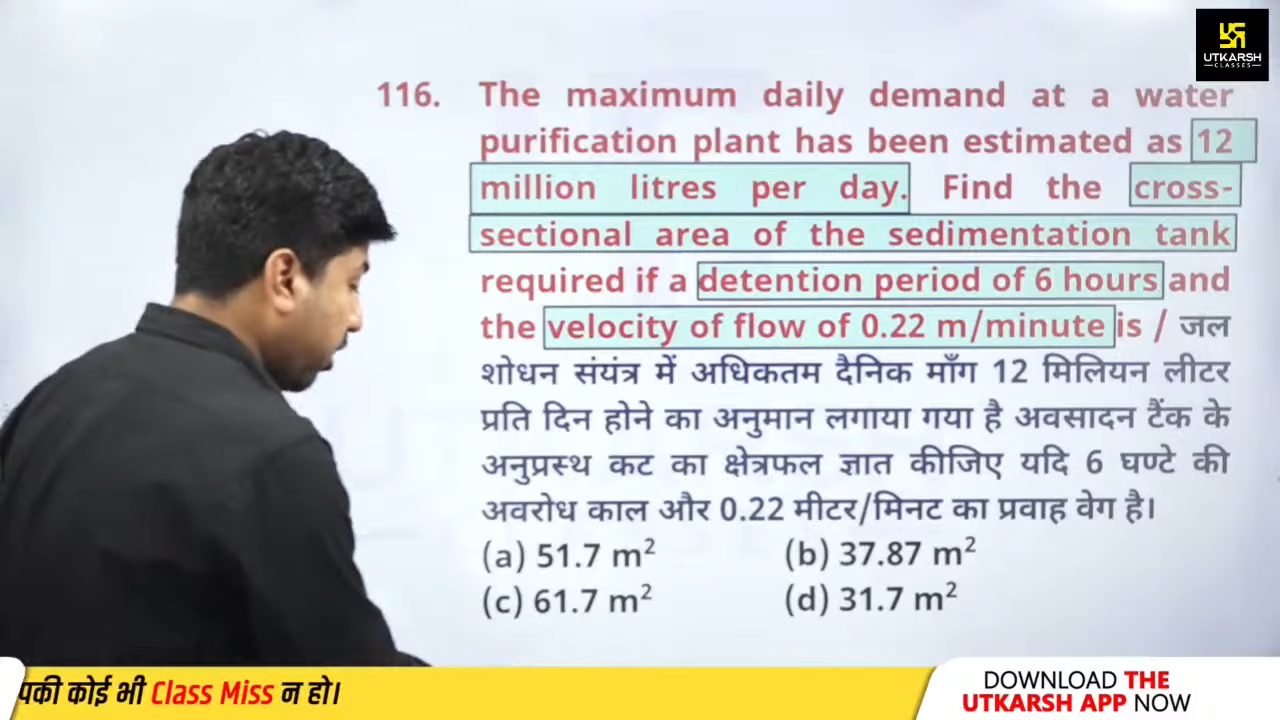 UTKARSH
CLASSES
116. The maximum daily demand at a water
purification plant has been estimated as 12
million litres per day. Find the cross-
sectional area of the sedimentation tank
required if a detention period of 6 hours and
the velocity of flow of 0.22 m/minute is / जल
शोधन संयंत्र में अधिकतम दैनिक माँग 12 मिलियन लीटर
प्रति दिन होने का अनुमान लगाया गया है अवसादन टैंक के
अनुप्रस्थ कट का क्षेत्रफल ज्ञात कीजिए यदि 6 घण्टे की
अवरोध काल और 0.22 मीटर/मिनट का प्रवाह वेग है।
(a) 51.7 m² (b) 37.87 m²
(c) 61.7 m² (d) 31.7 m²
पकी कोई भी Class Miss न हो।
DOWNLOAD THE
UTKARSH APP NOW